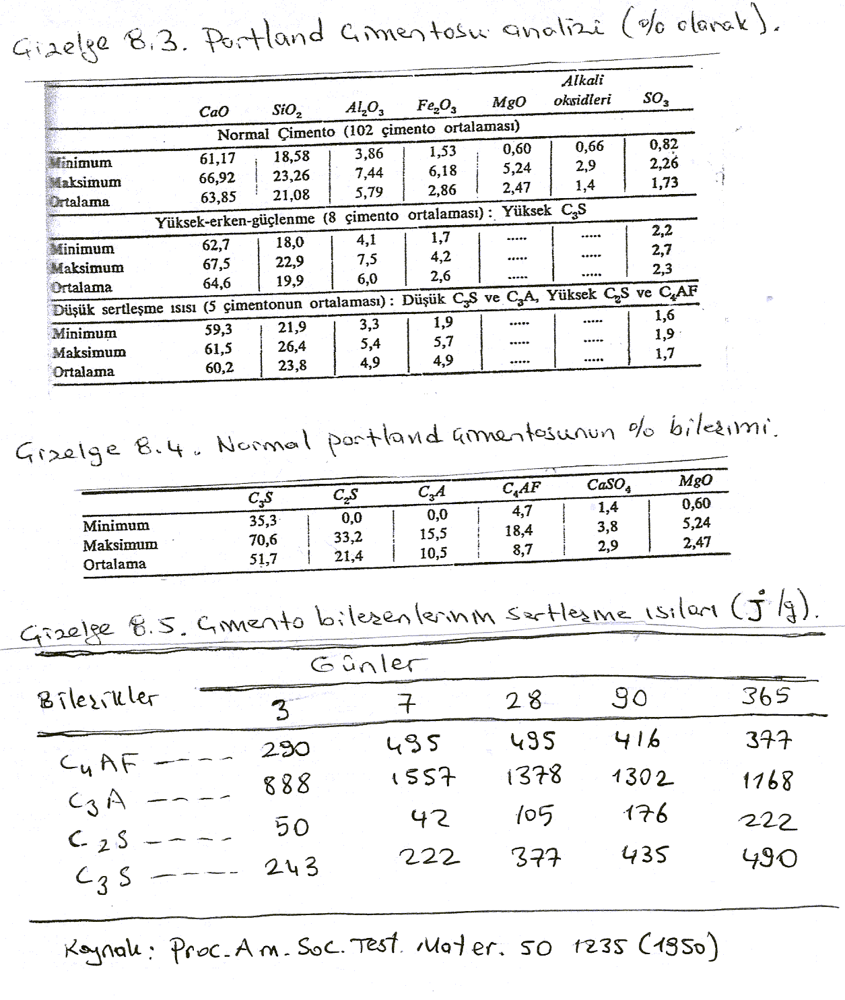 Çizelge 8.3. Portland Çimentosu analizi (% olarak).
Alkali
CaO SiO₂ Al₂O₃ Fe₂O₃ MgO oksidleri SO₃
Normal Çimento (102 çimento ortalaması)
Minimum 61,17 18,58 3,86 1,53 0,60 0,66 0,82
Maksimum 66,92 23,26 7,44 6,18 5,24 2,9 2,26
Ortalama 63,85 21,08 5,79 2,86 2,47 1,4 1,73
Yüksek-erken-güçlenme (8 çimento ortalaması) : Yüksek C₃S
Minimum 62,7 18,0 4,1 1,7 ..... ..... 2,2
Maksimum 67,5 22,9 7,5 4,2 ..... ..... 2,7
Ortalama 64,6 19,9 6,0 2,6 ..... ..... 2,3
Düşük sertleşme ısısı (5 çimentonun ortalaması) : Düşük C₃S ve C₃A, Yüksek C₂S ve C₄AF
Minimum 59,3 21,9 3,3 1,9 ..... ..... 1,6
Maksimum 61,5 26,4 5,4 5,7 ..... ..... 1,9
Ortalama 60,2 23,8 4,9 4,9 ..... ..... 1,7
Çizelge 8.4. Normal portland çimentosunun % bileşimi.
C₃S C₂S C₃A C₄AF CaSO₄ MgO
Minimum 35,3 0,0 0,0 4,7 1,4 0,60
Maksimum 70,6 33,2 15,5 18,4 3,8 5,24
Ortalama 51,7 21,4 10,5 8,7 2,9 2,47
Çizelge 8.5. Çimento bileşenlerinin sertleşme ısıları (j/g).
Günler
Bileşikler 3 7 28 90 365
C₄AF ---- 290 495 495 416 377
C₃A ---- 888 1557 1378 1302 1168
C₂S ---- 50 42 105 176 222
C₃S ---- 243 222 377 435 490
Kaynak: Proc. Am. Soc. Test. Mater. 50 1235 (1950)